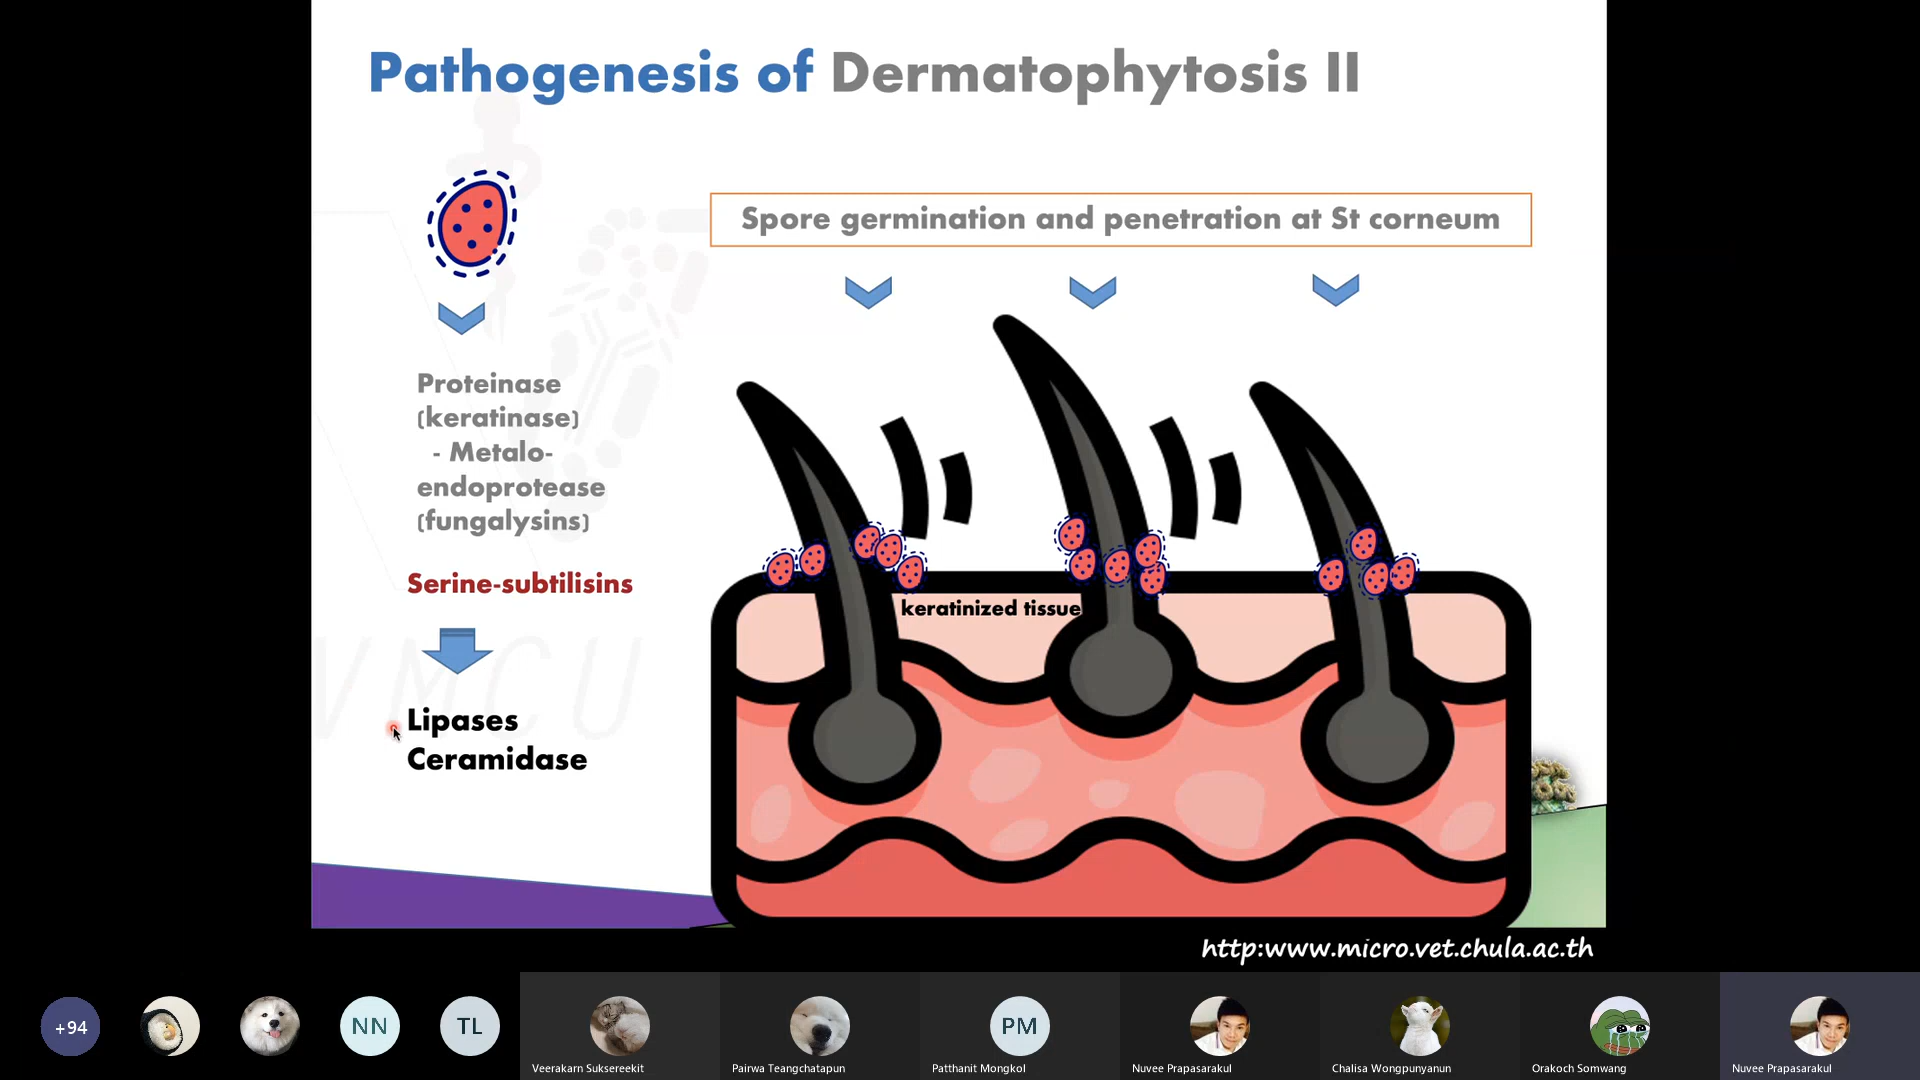 Pathogenesis of Dermatophytosis II
Spore germination and penetration at St corneum
Proteinase
(keratinase)
- Metalo-
endoprotease
(fungalysins)
Serine-subtilisins
Lipases
Ceramidase
keratinized tissue
VMCU
http:www.micro.vet.chula.ac.th
+94
NN
TL
PM
Veerakarn Suksereekit
Pairwa Teangchatapun
Patthanit Mongkol
Nuvee Prapasarakul
Chalisa Wongpunyanun
Orakoch Somwang
Nuvee Prapasarakul